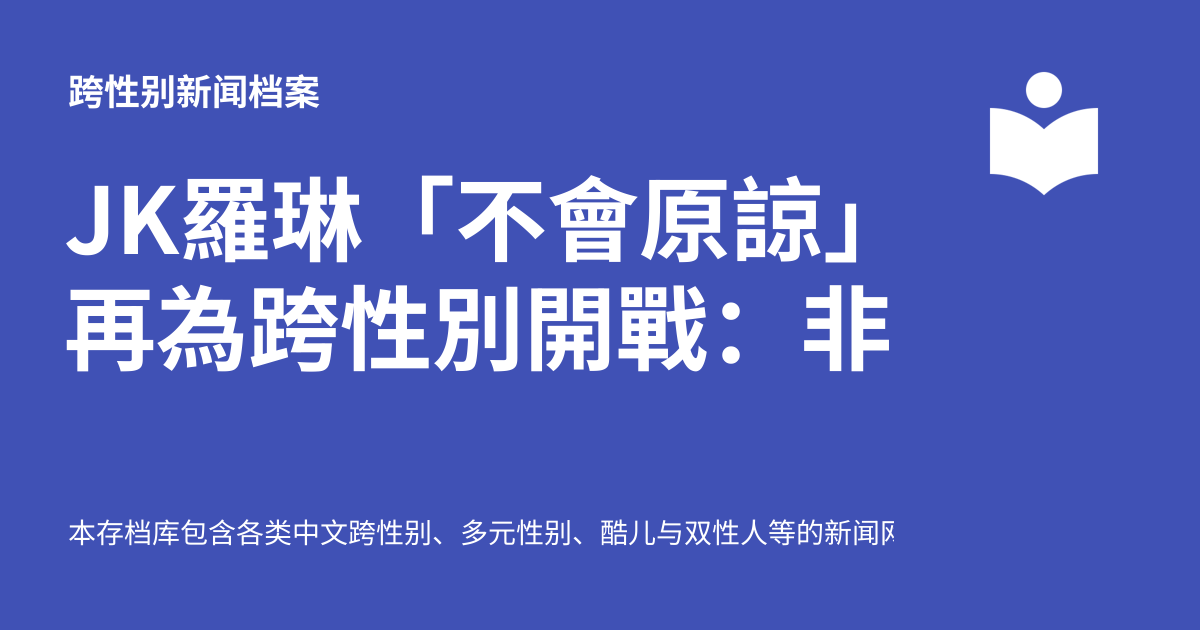 跨性别新闻档案
JK羅琳「不會原諒」
再為跨性別開戰：非
本存档库包含各类中文跨性别、多元性别、酷儿与双性人等的新闻网